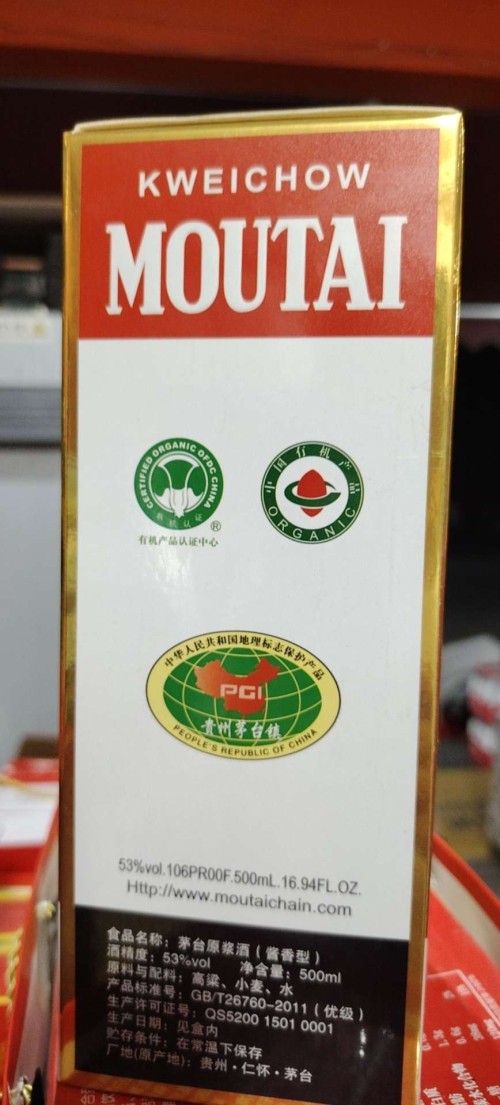 KWEICHOW
MOUTAI
CERTIFIED ORGANIC OFDC CHINA
有机认证
®
有机产品认证中心
中国有机产品
ORGANIC
中华人民共和国地理标志保护产品
PGI
贵州茅台镇
PEOPLE'S REPUBLIC OF CHINA
53%vol.106PR00F.500mL.16.94FL.OZ.
Http://www.moutaichain.com
食品名称：茅台原浆酒（酱香型）
酒精度：53%vol 净含量：500ml
原料与配料：高粱、小麦、水
产品标准号：GB/T26760-2011（优级）
生产许可证号：QS5200 1501 0001
生产日期：见盒内
贮存条件：在常温下保存
厂地(原产地)：贵州·仁怀·茅台